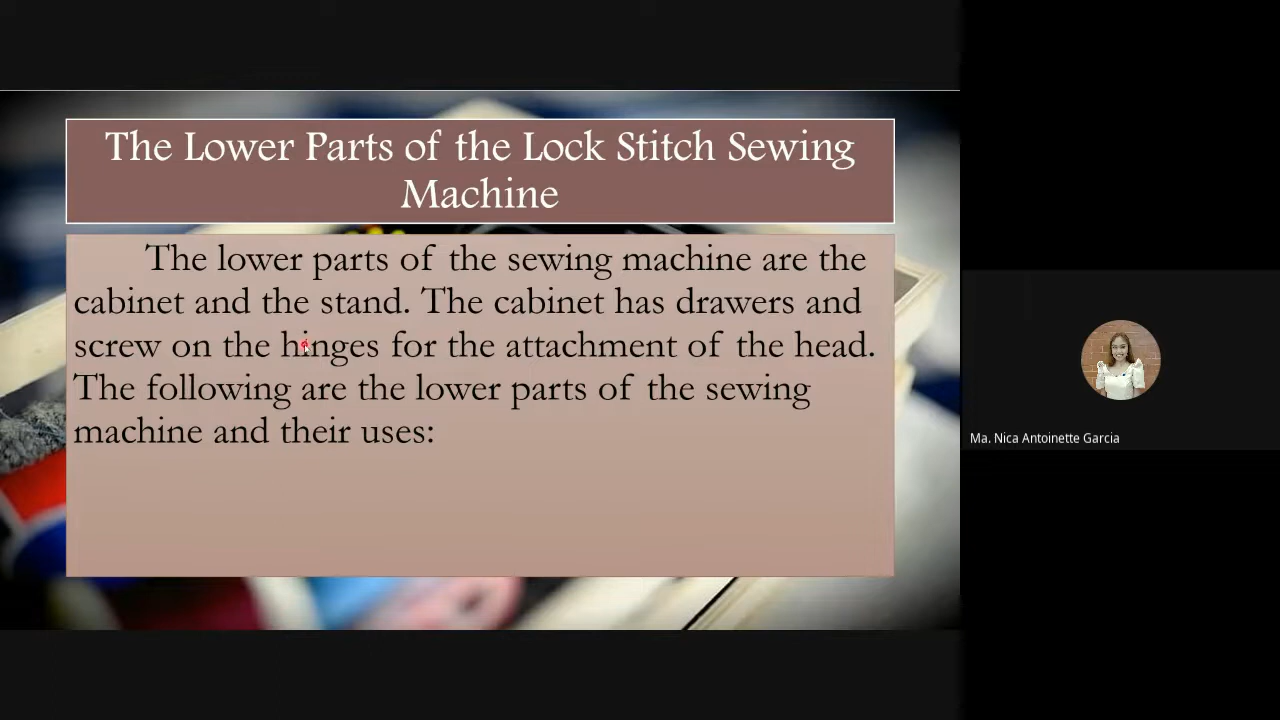 The Lower Parts of the Lock Stitch Sewing
Machine
The lower parts of the sewing machine are the
cabinet and the stand. The cabinet has drawers and
screw on the hinges for the attachment of the head.
The following are the lower parts of the sewing
machine and their uses:
Ma. Nica Antoinette Garcia